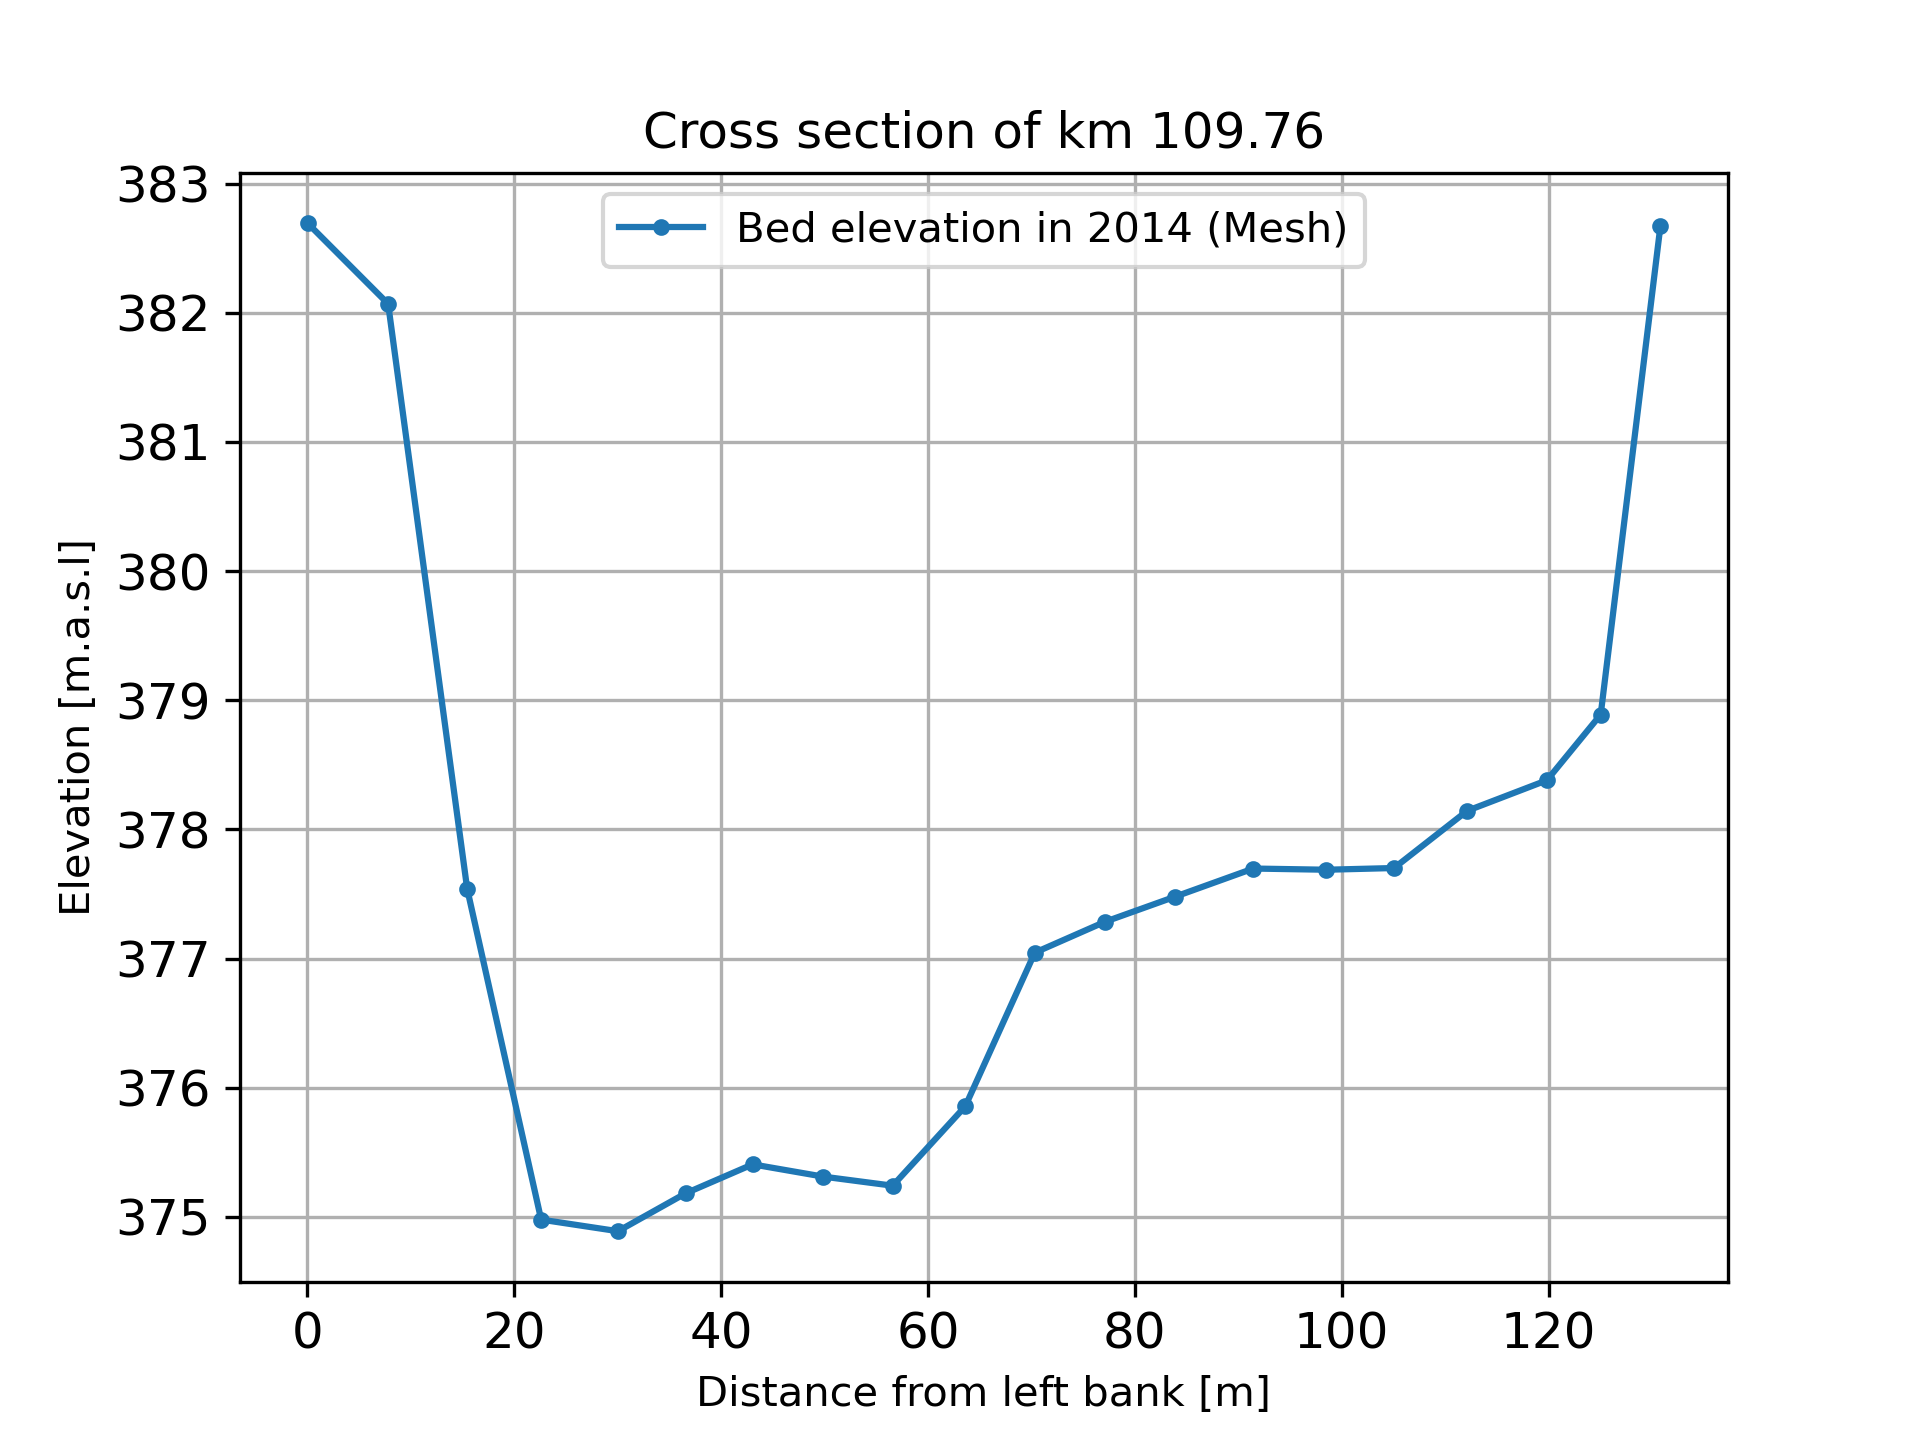 Cross section of km 109.76
Bed elevation in 2014 (Mesh)
383
382
381
380
379
378
377
376
375
Elevation [m.a.s.l]
0 20 40 60 80 100 120
Distance from left bank [m]